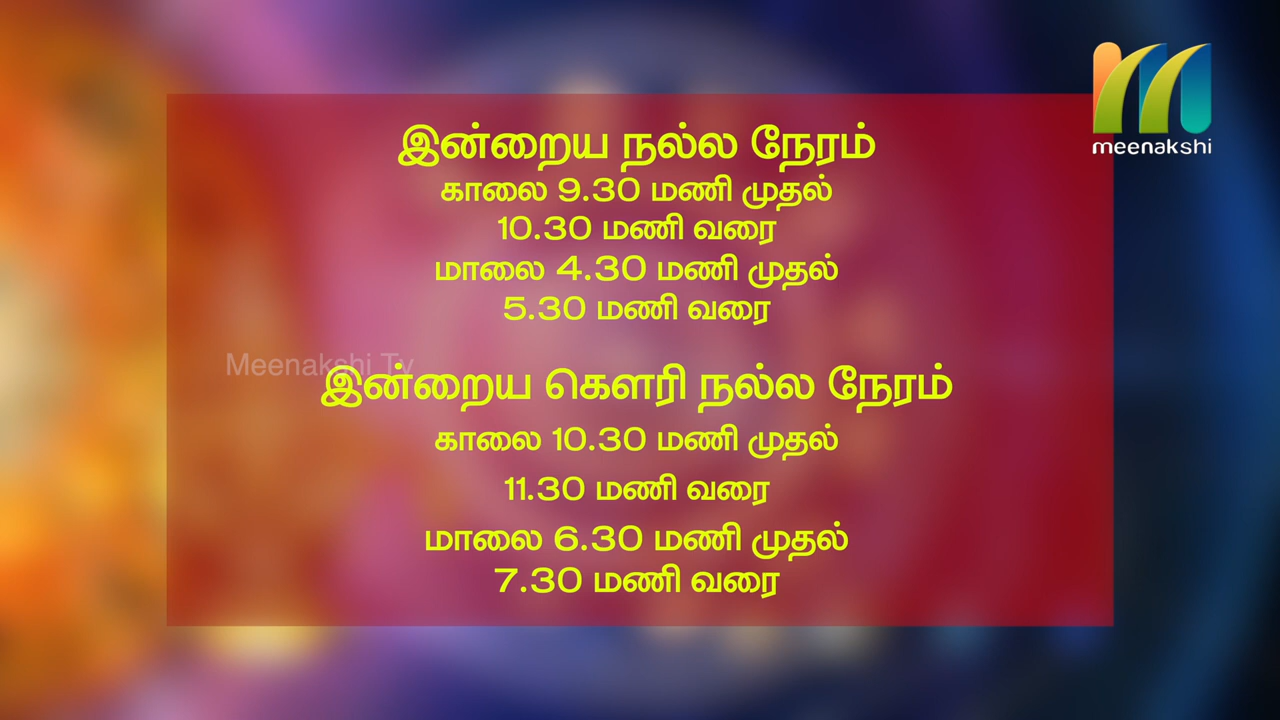 meenakshi
இன்றைய நல்ல நேரம்
காலை 9.30 மணி முதல்
10.30 மணி வரை
மாலை 4.30 மணி முதல்
5.30 மணி வரை
Meenakshi Tv
இன்றைய கௌரி நல்ல நேரம்
காலை 10.30 மணி முதல்
11.30 மணி வரை
மாலை 6.30 மணி முதல்
7.30 மணி வரை